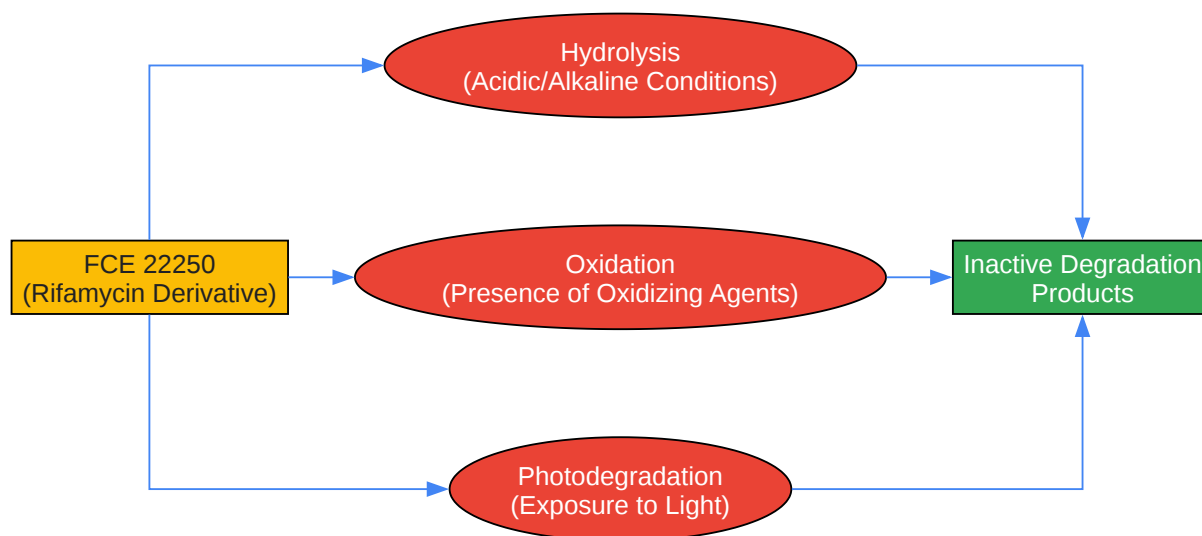 Hydrolysis
(Acidic/Alkaline Conditions)
FCE 22250
(Rifamycin Derivative)
Oxidation
(Presence of Oxidizing Agents)
Inactive Degradation
Products
Photodegradation
(Exposure to Light)